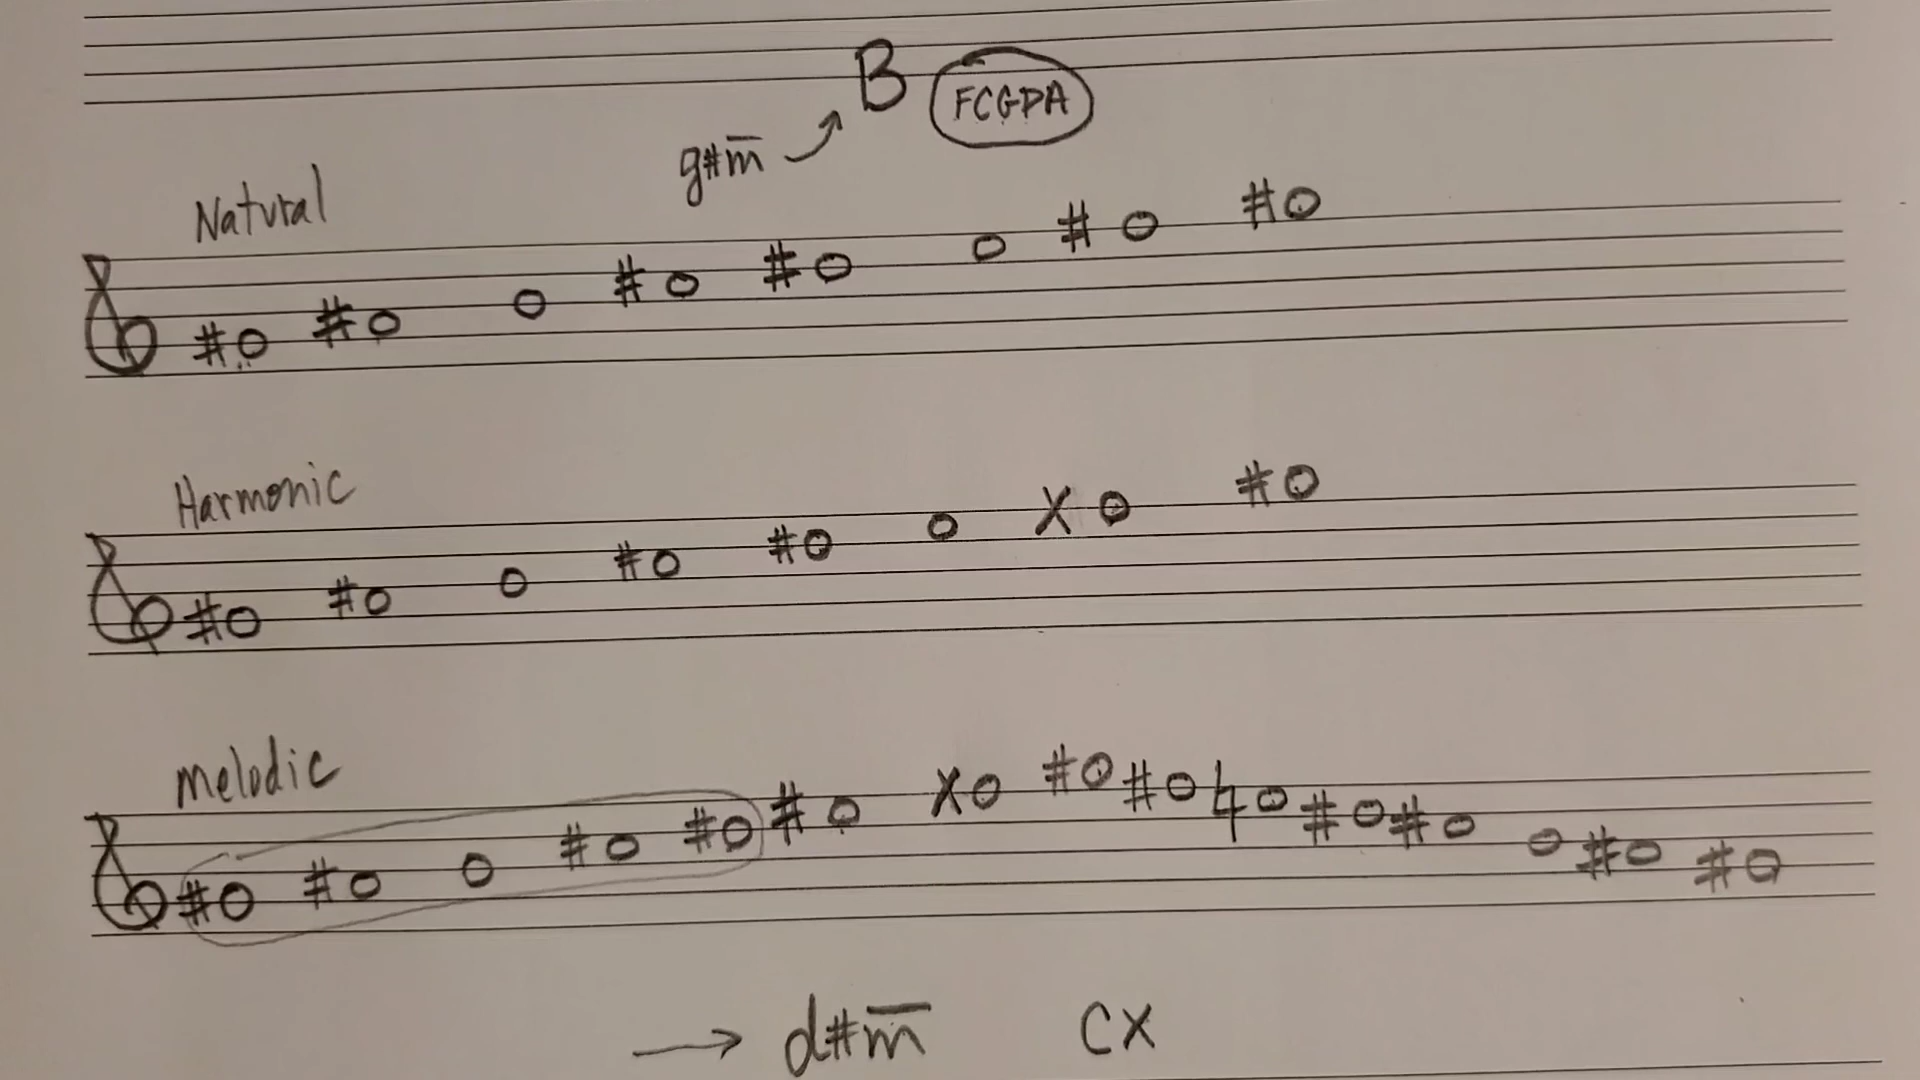 B FCGDA
g#m̅
Natural
Harmonic
Melodic
→ d#m̅ CX